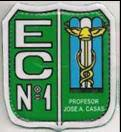 EC
Nº1
PROFESOR
JOSE A. CASAS